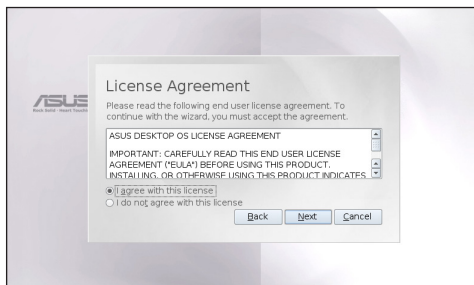 ASUS
License Agreement
Please read the following end user license agreement. To
continue with the wizard, you must accept the agreement.
ASUS DESKTOP OS LICENSE AGREEMENT
IMPORTANT: CAREFULLY READ THIS END USER LICENSE
AGREEMENT ("EULA") BEFORE USING THIS PRODUCT.
INSTALLING, OR OTHERWISE USING THIS PRODUCT INDICATES
I agree with this license
I do not agree with this license
Back Next Cancel